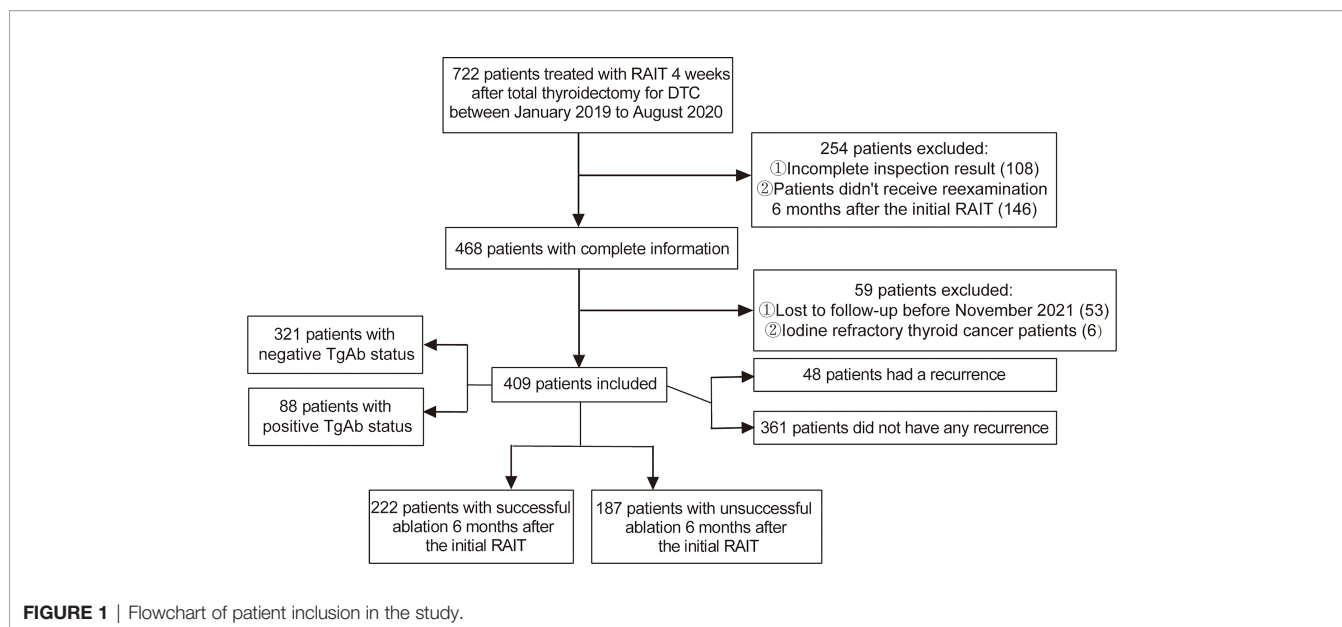 722 patients treated with RAIT 4 weeks
after total thyroidectomy for DTC
between January 2019 to August 2020
254 patients excluded:
①Incomplete inspection result (108)
②Patients didn't receive reexamination
6 months after the initial RAIT (146)
468 patients with complete information
59 patients excluded:
①Lost to follow-up before November 2021 (53)
②Iodine refractory thyroid cancer patients (6)
321 patients with
negative TgAb status
88 patients with
positive TgAb status
409 patients included
48 patients had a recurrence
361 patients did not have any recurrence
222 patients with successful
ablation 6 months after
the initial RAIT
187 patients with unsuccessful
ablation 6 months after
the initial RAIT
FIGURE 1 | Flowchart of patient inclusion in the study.